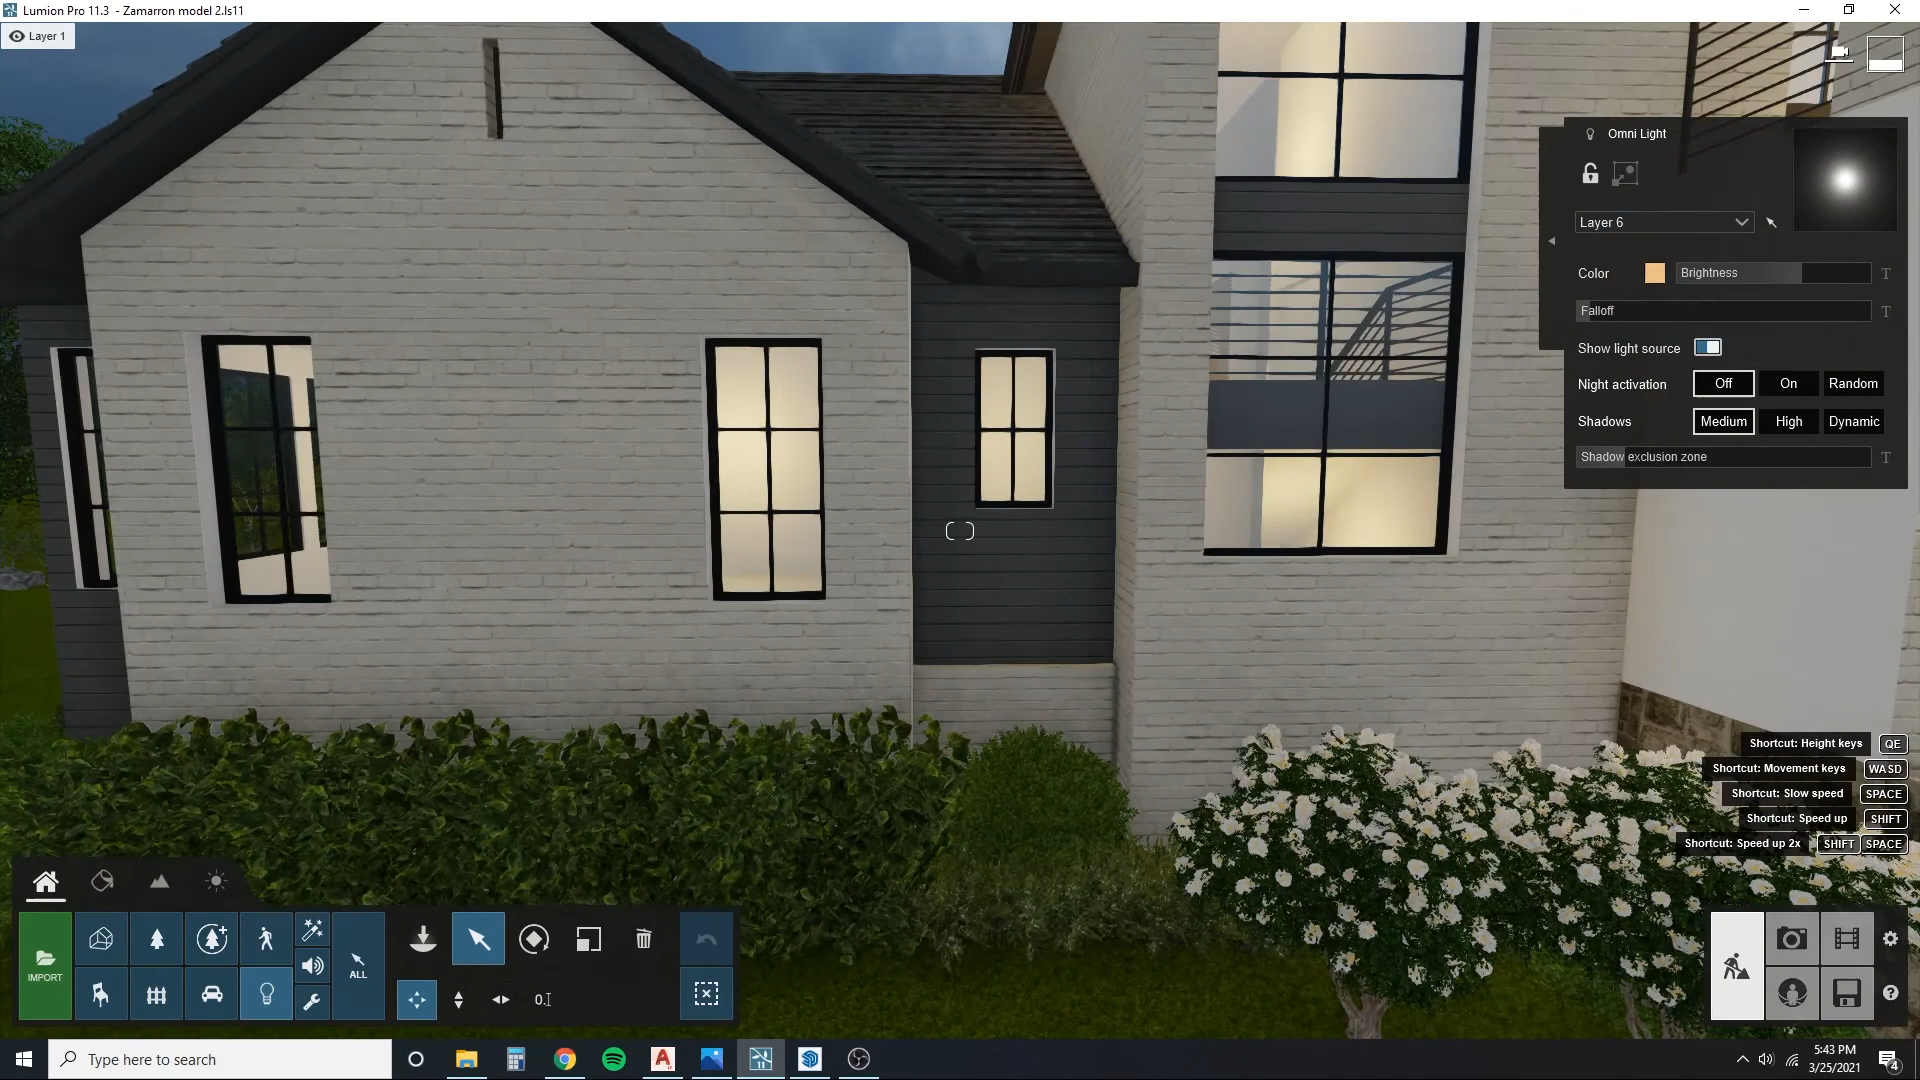 Lumion Pro 11.3 - Zamarron model 2.ls11
Layer 1
Omni Light
Layer 6
Color
Brightness
T
Falloff
T
Show light source
Night activation
Off
On
Random
Shadows
Medium
High
Dynamic
Shadow exclusion zone
T
Shortcut: Height keys
QE
Shortcut: Movement keys
WASD
Shortcut: Slow speed
SPACE
Shortcut: Speed up
SHIFT
Shortcut: Speed up 2x
SHIFT
SPACE
IMPORT
ALL
0.
Type here to search
11
5:43 PM
3/25/2021
4